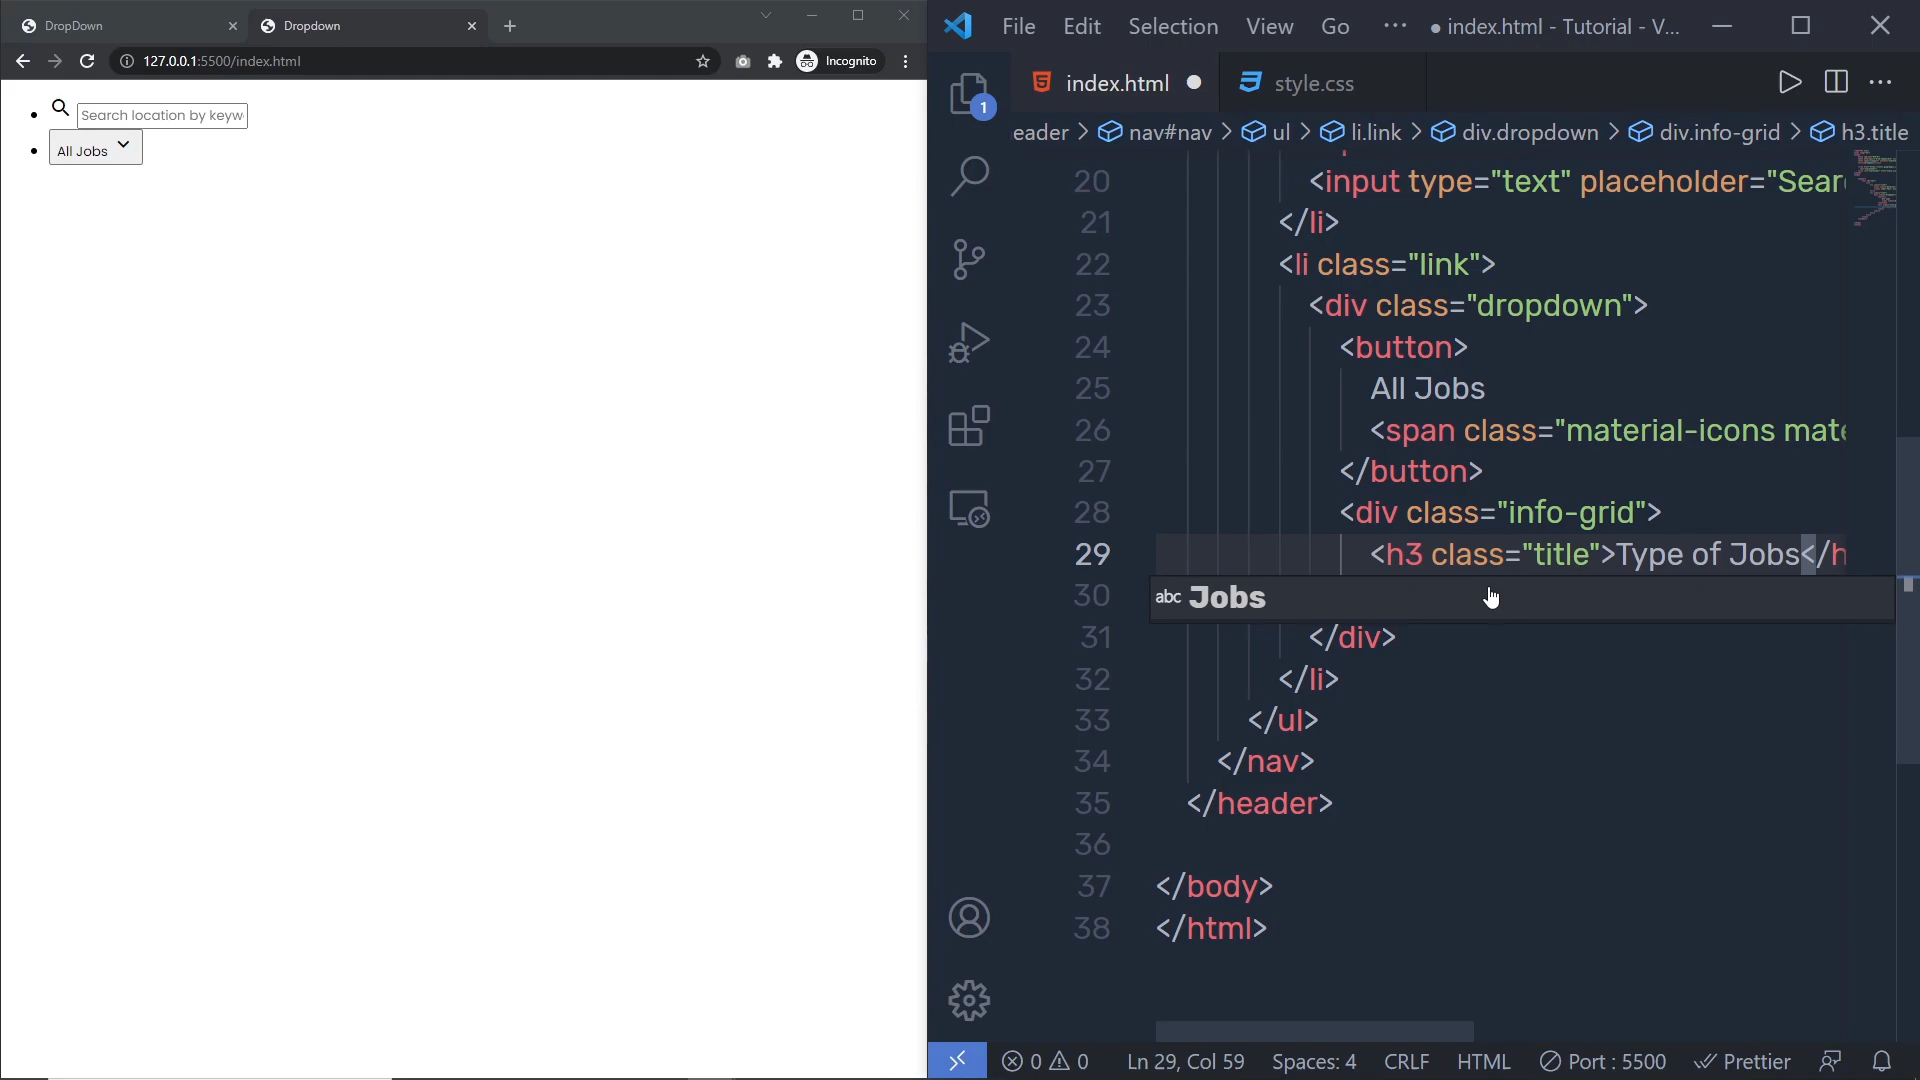 DropDown
Dropdown
127.0.0.1:5500/index.html
Incognito
Search location by keyw
All Jobs
File Edit Selection View Go ··· ● index.html - Tutorial - V...
index.html
style.css
eader > nav#nav > ul > li.link > div.dropdown > div.info-grid > h3.title
20 <input type="text" placeholder="Sear
21 </li>
22 <li class="link">
23 <div class="dropdown">
24 <button>
25 All Jobs
26 <span class="material-icons mate
27 </button>
28 <div class="info-grid">
29 <h3 class="title">Type of Jobs</h
30
abc Jobs
31 </div>
32 </li>
33 </ul>
34 </nav>
35 </header>
36
37 </body>
38 </html>
1
0 0 Ln 29, Col 59 Spaces: 4 CRLF HTML Port : 5500 Prettier